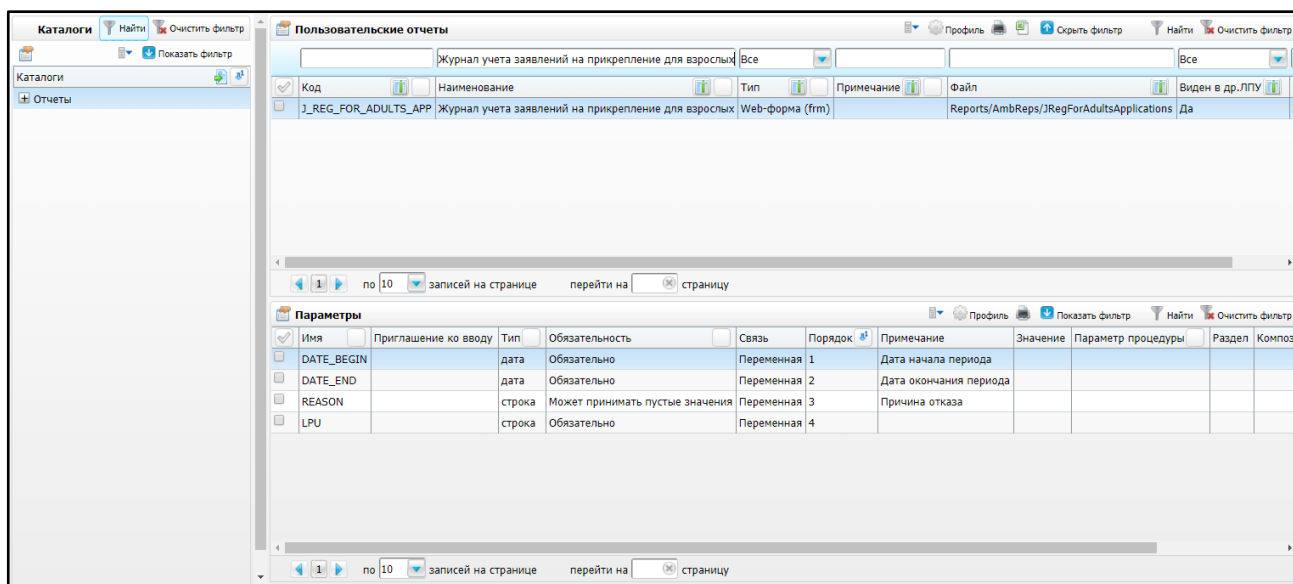 Каталоги Найти Очистить фильтр
Показать фильтр
Каталоги
Отчеты
Пользовательские отчеты Профиль Скрыть фильтр Найти Очистить фильтр
Журнал учета заявлений на прикрепление для взрослых Все Все
Код Наименование Тип Примечание Файл Виден в др.ЛПУ
J_REG_FOR_ADULTS_APP Журнал учета заявлений на прикрепление для взрослых Web-форма (frm) Reports/AmbReps/JRegForAdultsApplications Да
1 по 10 записей на странице перейти на страницу
Параметры Профиль Показать фильтр Найти Очистить фильтр
Имя Приглашение ко вводу Тип Обязательность Связь Порядок Примечание Значение Параметр процедуры Раздел Композ
DATE_BEGIN дата Обязательно Переменная 1 Дата начала периода
DATE_END дата Обязательно Переменная 2 Дата окончания периода
REASON строка Может принимать пустые значения Переменная 3 Причина отказа
LPU строка Обязательно Переменная 4
1 по 10 записей на странице перейти на страницу